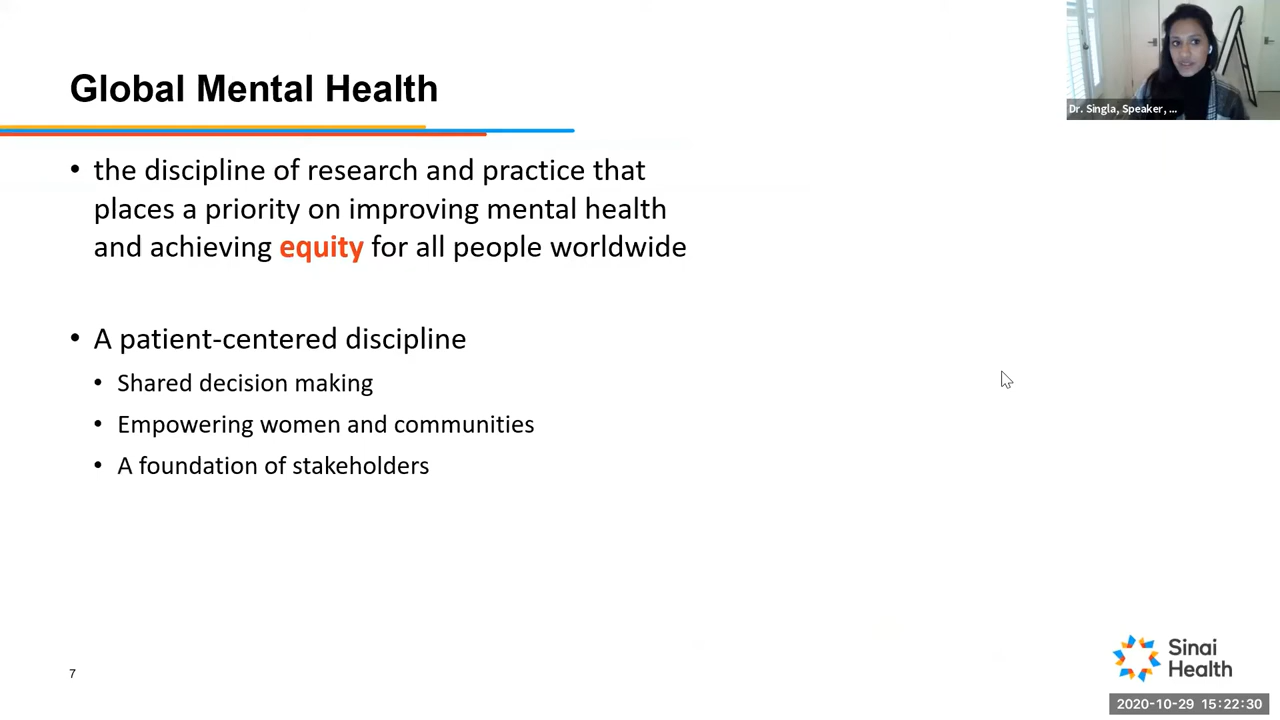 Global Mental Health
Dr. Singla, Speaker, ...
• the discipline of research and practice that
places a priority on improving mental health
and achieving equity for all people worldwide
• A patient-centered discipline
• Shared decision making
• Empowering women and communities
• A foundation of stakeholders
7
Sinai
Health
2020-10-29 15:22:30